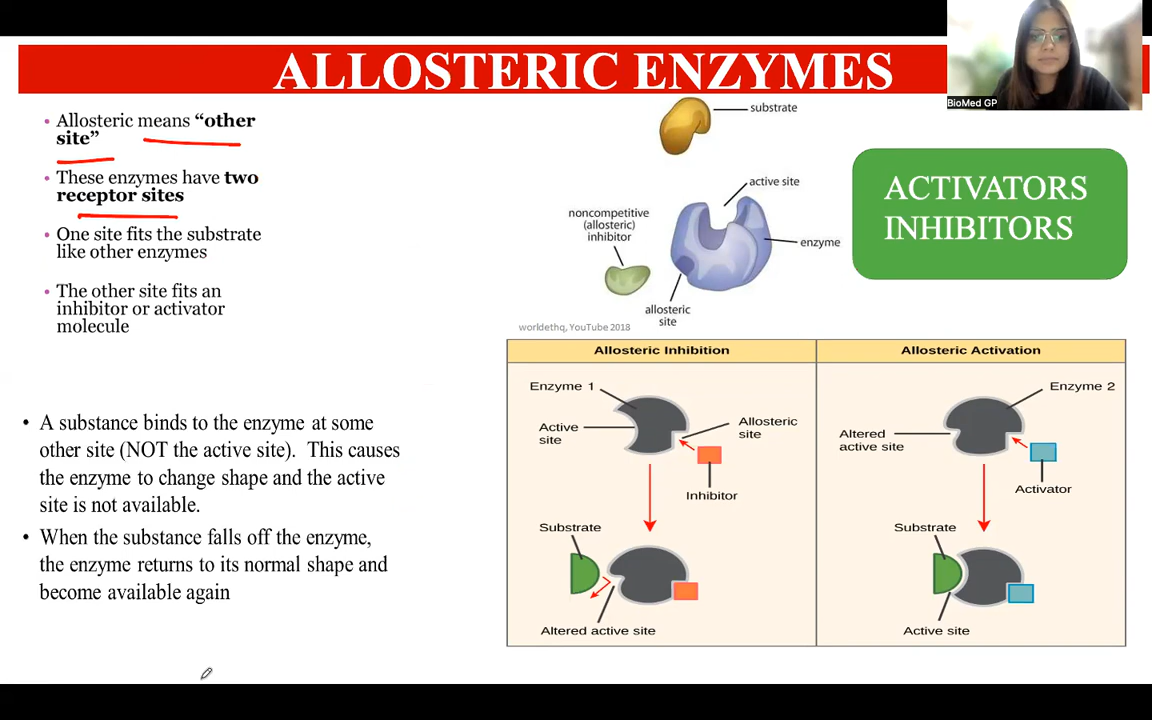 ALLOSTERIC ENZYMES
BioMed GP
• Allosteric means “other
site”
• These enzymes have two
receptor sites
• One site fits the substrate
like other enzymes
• The other site fits an
inhibitor or activator
molecule
• A substance binds to the enzyme at some
other site (NOT the active site). This causes
the enzyme to change shape and the active
site is not available.
• When the substance falls off the enzyme,
the enzyme returns to its normal shape and
become available again
substrate
active site
noncompetitive
(allosteric)
inhibitor
enzyme
allosteric
site
worldethq, YouTube 2018
ACTIVATORS
INHIBITORS
Allosteric Inhibition
Enzyme 1
Active
site
Allosteric
site
Inhibitor
Substrate
Altered active site
Allosteric Activation
Enzyme 2
Altered
active site
Activator
Substrate
Active site